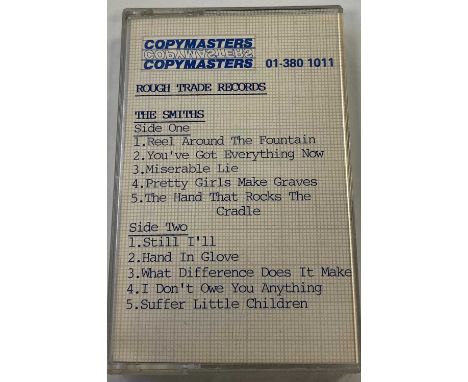 COPYMASTERS
COPYMASTERS
COPYMASTERS 01-380 1011
ROUGH TRADE RECORDS
THE SMITHS
Side One
1.Reel Around The Fountain
2.You've Got Everything Now
3.Miserable Lie
4.Pretty Girls Make Graves
5.The Hand That Rocks The
Cradle
Side Two
1.Still I'll
2.Hand In Glove
3.What Difference Does It Make
4.I Don't Owe You Anything
5.Suffer Little Children